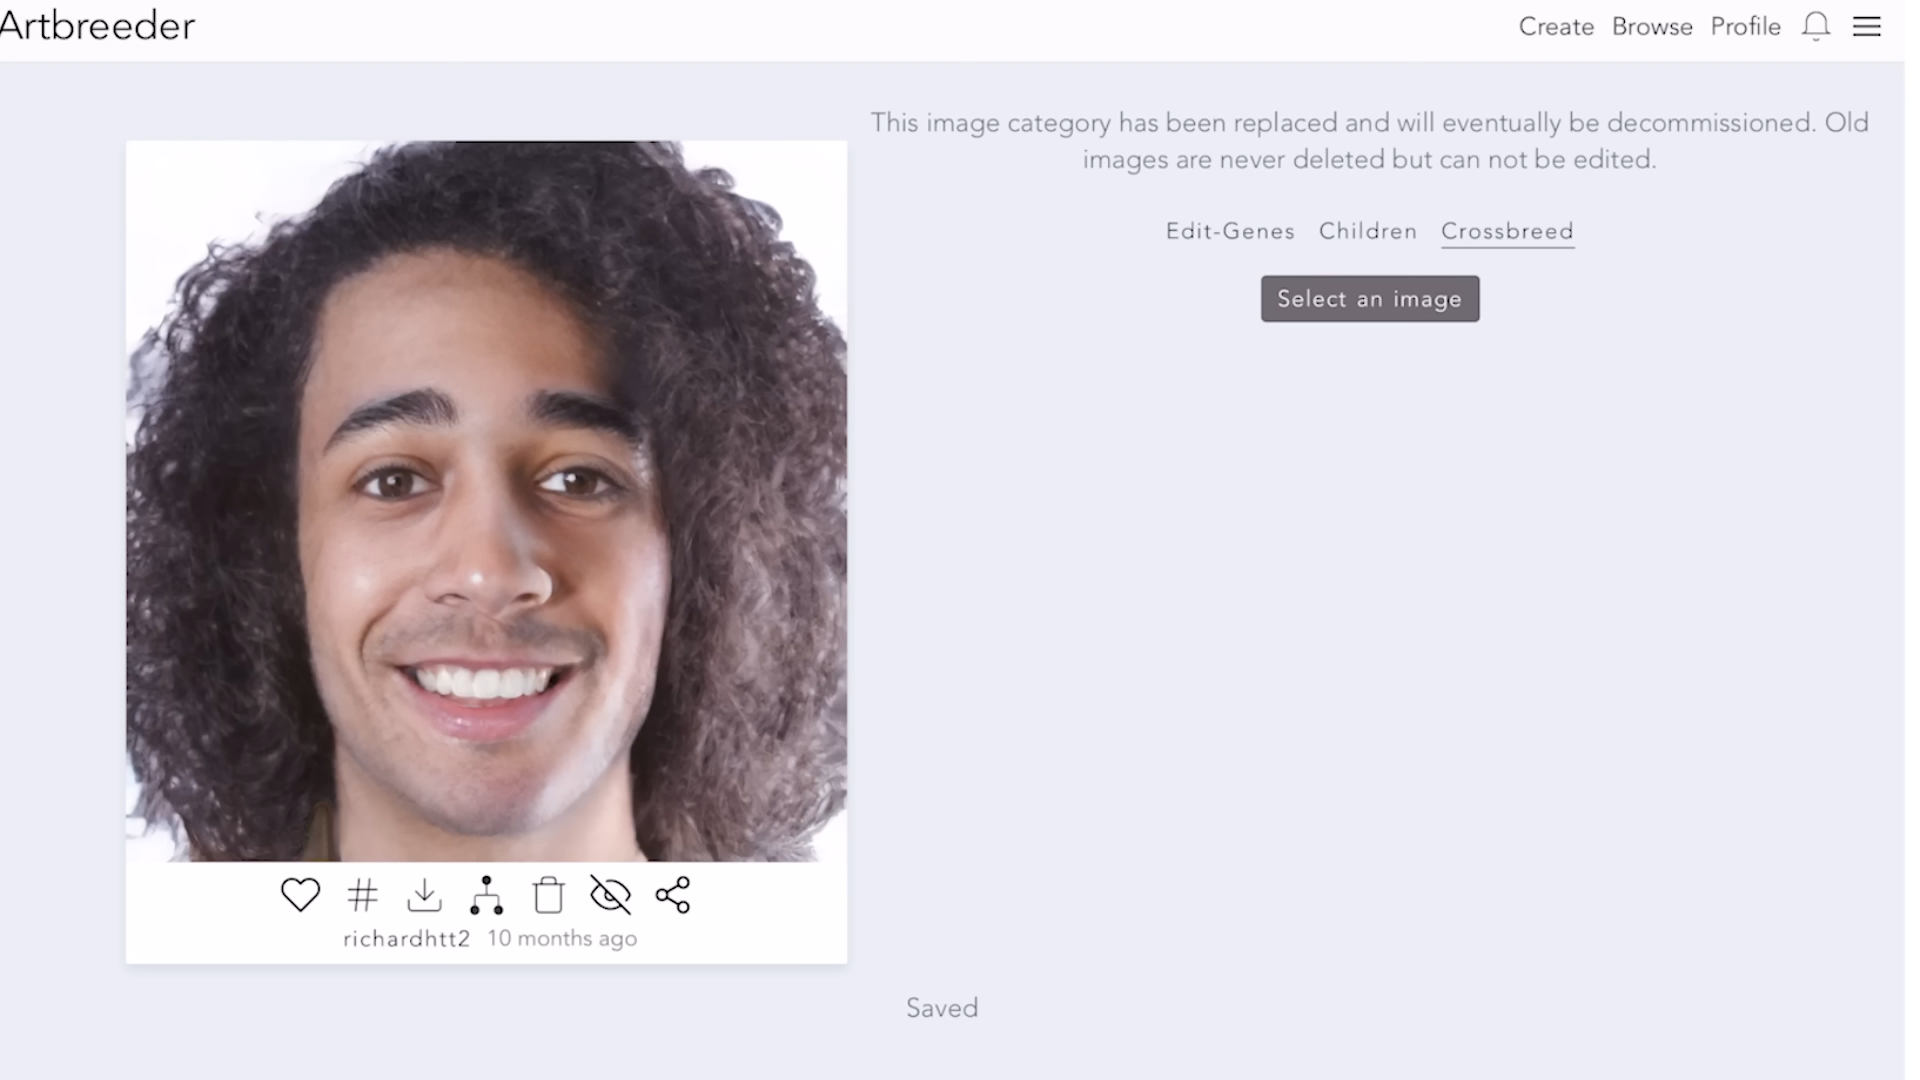 Artbreeder
Create Browse Profile
This image category has been replaced and will eventually be decommissioned. Old
images are never deleted but can not be edited.
Edit-Genes Children Crossbreed
Select an image
richardhtt2 10 months ago
Saved